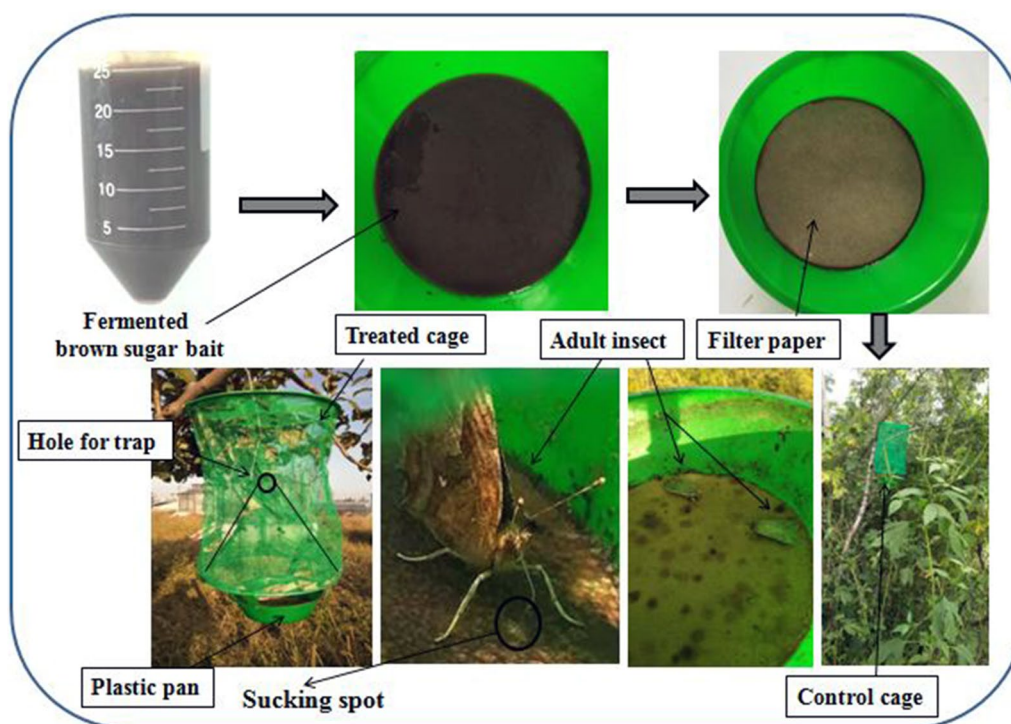 25
20
15
10
5
Fermented
brown sugar bait
Treated cage
Adult insect
Filter paper
Hole for trap
Plastic pan
Sucking spot
Control cage